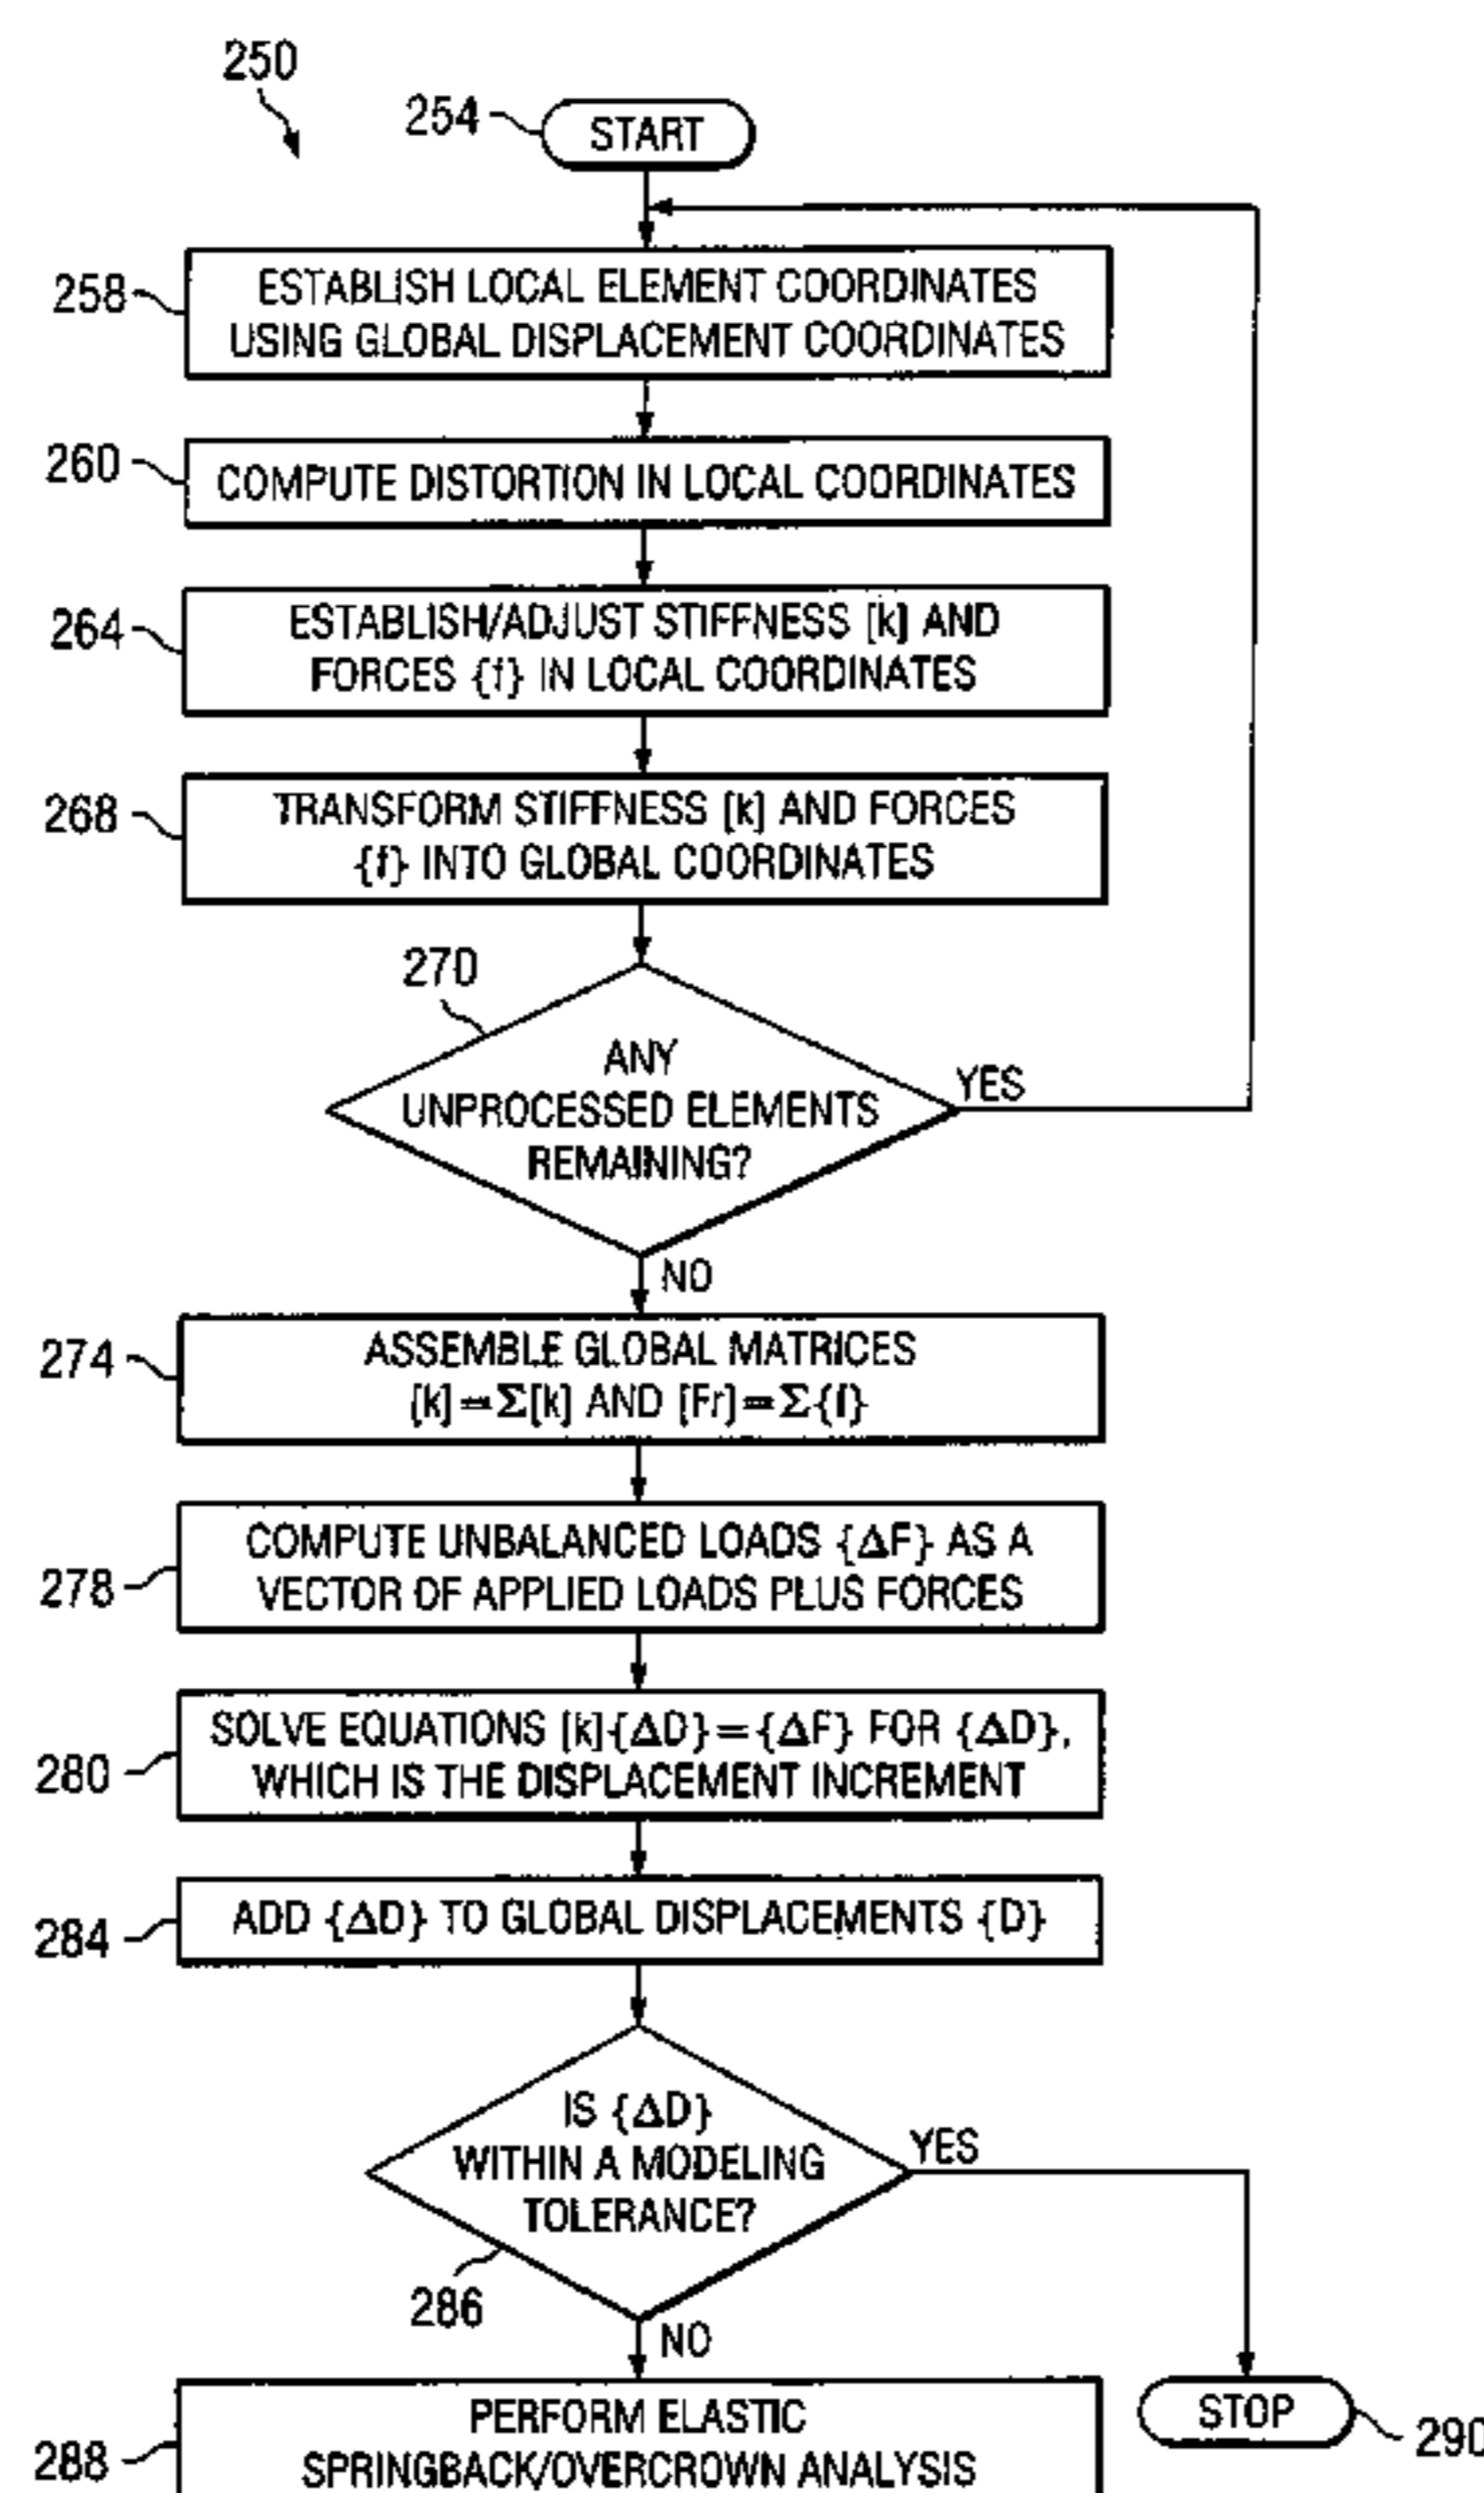 250
254
START
258
ESTABLISH LOCAL ELEMENT COORDINATES
USING GLOBAL DISPLACEMENT COORDINATES
260
COMPUTE DISTORTION IN LOCAL COORDINATES
264
ESTABLISH/ADJUST STIFFNESS [k] AND
FORCES {f} IN LOCAL COORDINATES
268
TRANSFORM STIFFNESS [k] AND FORCES
{f} INTO GLOBAL COORDINATES
270
ANY
UNPROCESSED ELEMENTS
REMAINING?
YES
NO
274
ASSEMBLE GLOBAL MATRICES
[k]=Σ[k] AND [Fr]=Σ{f}
278
COMPUTE UNBALANCED LOADS {ΔF} AS A
VECTOR OF APPLIED LOADS PLUS FORCES
280
SOLVE EQUATIONS [k]{ΔD}={ΔF} FOR {ΔD},
WHICH IS THE DISPLACEMENT INCREMENT
284
ADD {ΔD} TO GLOBAL DISPLACEMENTS {D}
IS {ΔD}
WITHIN A MODELING
TOLERANCE?
YES
286
NO
288
PERFORM ELASTIC
SPRINGBACK/OVERCROWN ANALYSIS
STOP
290